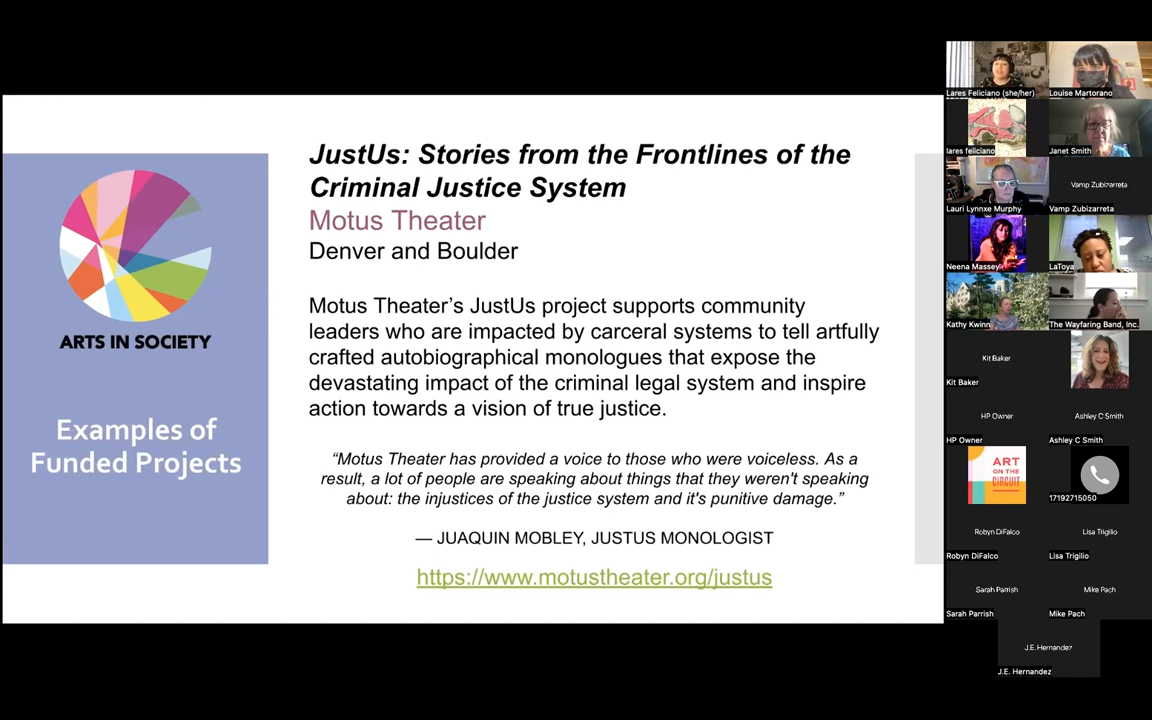 ARTS IN SOCIETY
Examples of
Funded Projects
JustUs: Stories from the Frontlines of the
Criminal Justice System
Motus Theater
Denver and Boulder
Motus Theater’s JustUs project supports community
leaders who are impacted by carceral systems to tell artfully
crafted autobiographical monologues that expose the
devastating impact of the criminal legal system and inspire
action towards a vision of true justice.
“Motus Theater has provided a voice to those who were voiceless. As a
result, a lot of people are speaking about things that they weren't speaking
about: the injustices of the justice system and it's punitive damage.”
— JUAQUIN MOBLEY, JUSTUS MONOLOGIST
https://www.motustheater.org/justus
Lares Feliciano (she/her)
Louise Martorano
lares feliciano
Janet Smith
Lauri Lynnxe Murphy
Vamp Zubizarreta
Vamp Zubizarreta
Neena Massey
LaToya
Kathy Kwinn
The Wayfaring Band, Inc.
Kit Baker
Kit Baker
HP Owner
HP Owner
Ashley C Smith
Ashley C Smith
ART
ON THE
CIRCUIT
17192715050
Robyn DiFalco
Robyn DiFalco
Lisa Trigilio
Lisa Trigilio
Sarah Parrish
Sarah Parrish
Mike Pach
Mike Pach
J.E. Hernandez
J.E. Hernandez